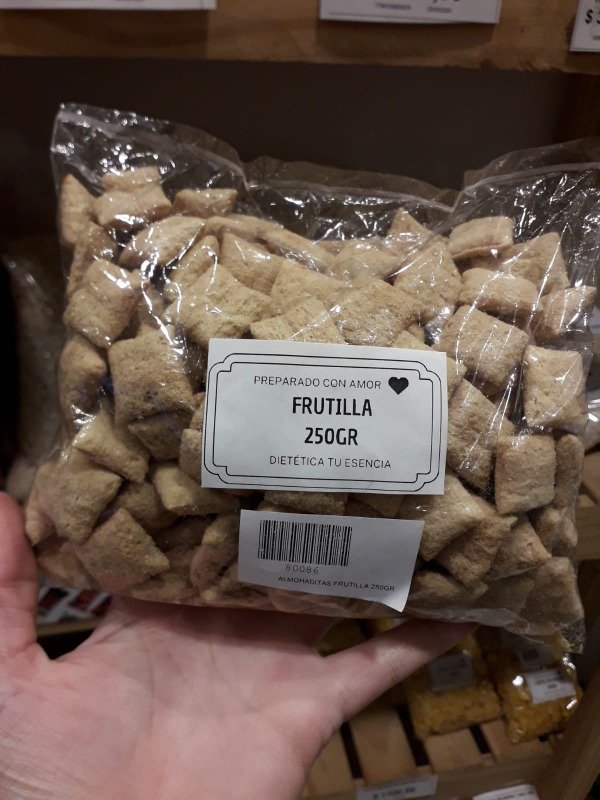 PREPARADO CON AMOR
FRUTILLA
250GR
DIETÉTICA TU ESENCIA
80086
ALMOHADITAS FRUTILLA 250GR